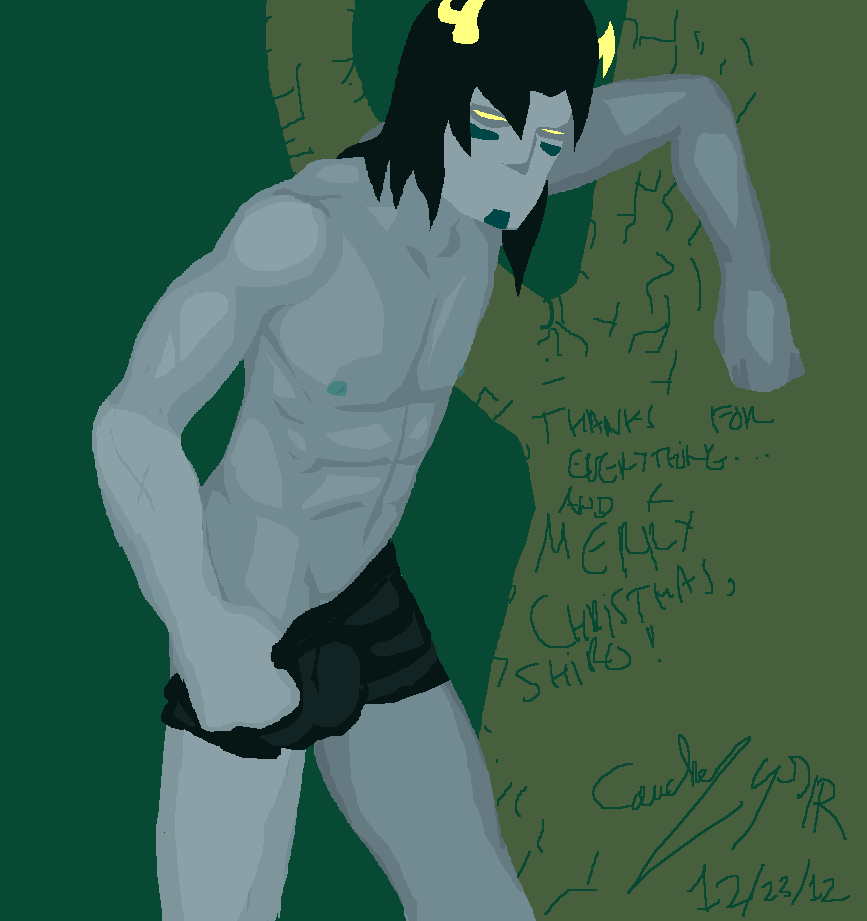 THANKS FOR
EVERYTHING...
AND A
MERRY
CHRISTMAS,
SHIRO!
12/23/12